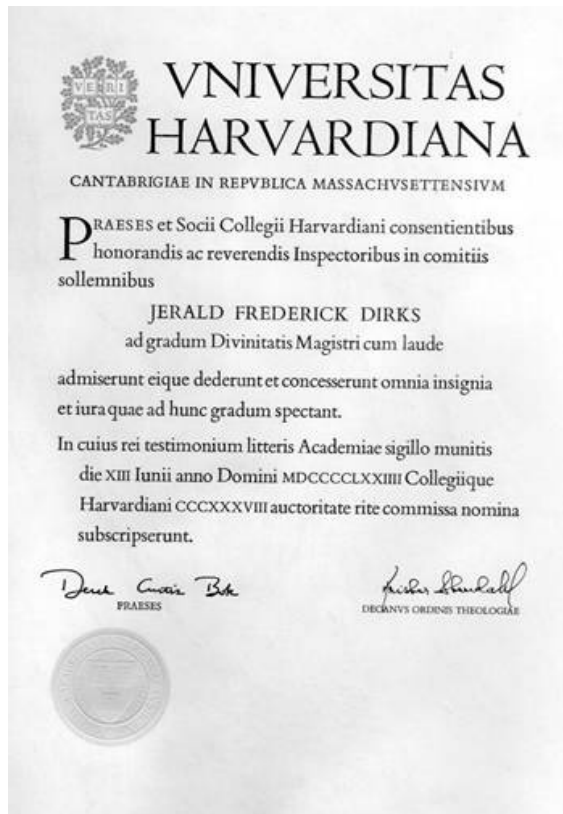 VE RI
TAS
VNIVERSITAS
HARVARDIANA
CANTABRIGIAE IN REPVBLICA MASSACHVSETTENSIVM
PRAESES et Socii Collegii Harvardiani consentientibus
honorandis ac reverendis Inspectoribus in comitiis
sollemnibus
JERALD FREDERICK DIRKS
ad gradum Divinitatis Magistri cum laude
admiserunt eique dederunt et concesserunt omnia insignia
et iura quae ad hunc gradum spectant.
In cuius rei testimonium litteris Academiae sigillo munitis
die XIII Iunii anno Domini MDCCCCLXXIIII Collegiique
Harvardiani CCCXXXVIII auctoritate rite commissa nomina
subscripserunt.
Derek Curtis Bok
PRAESES
DECANVS ORDINIS THEOLOGIAE